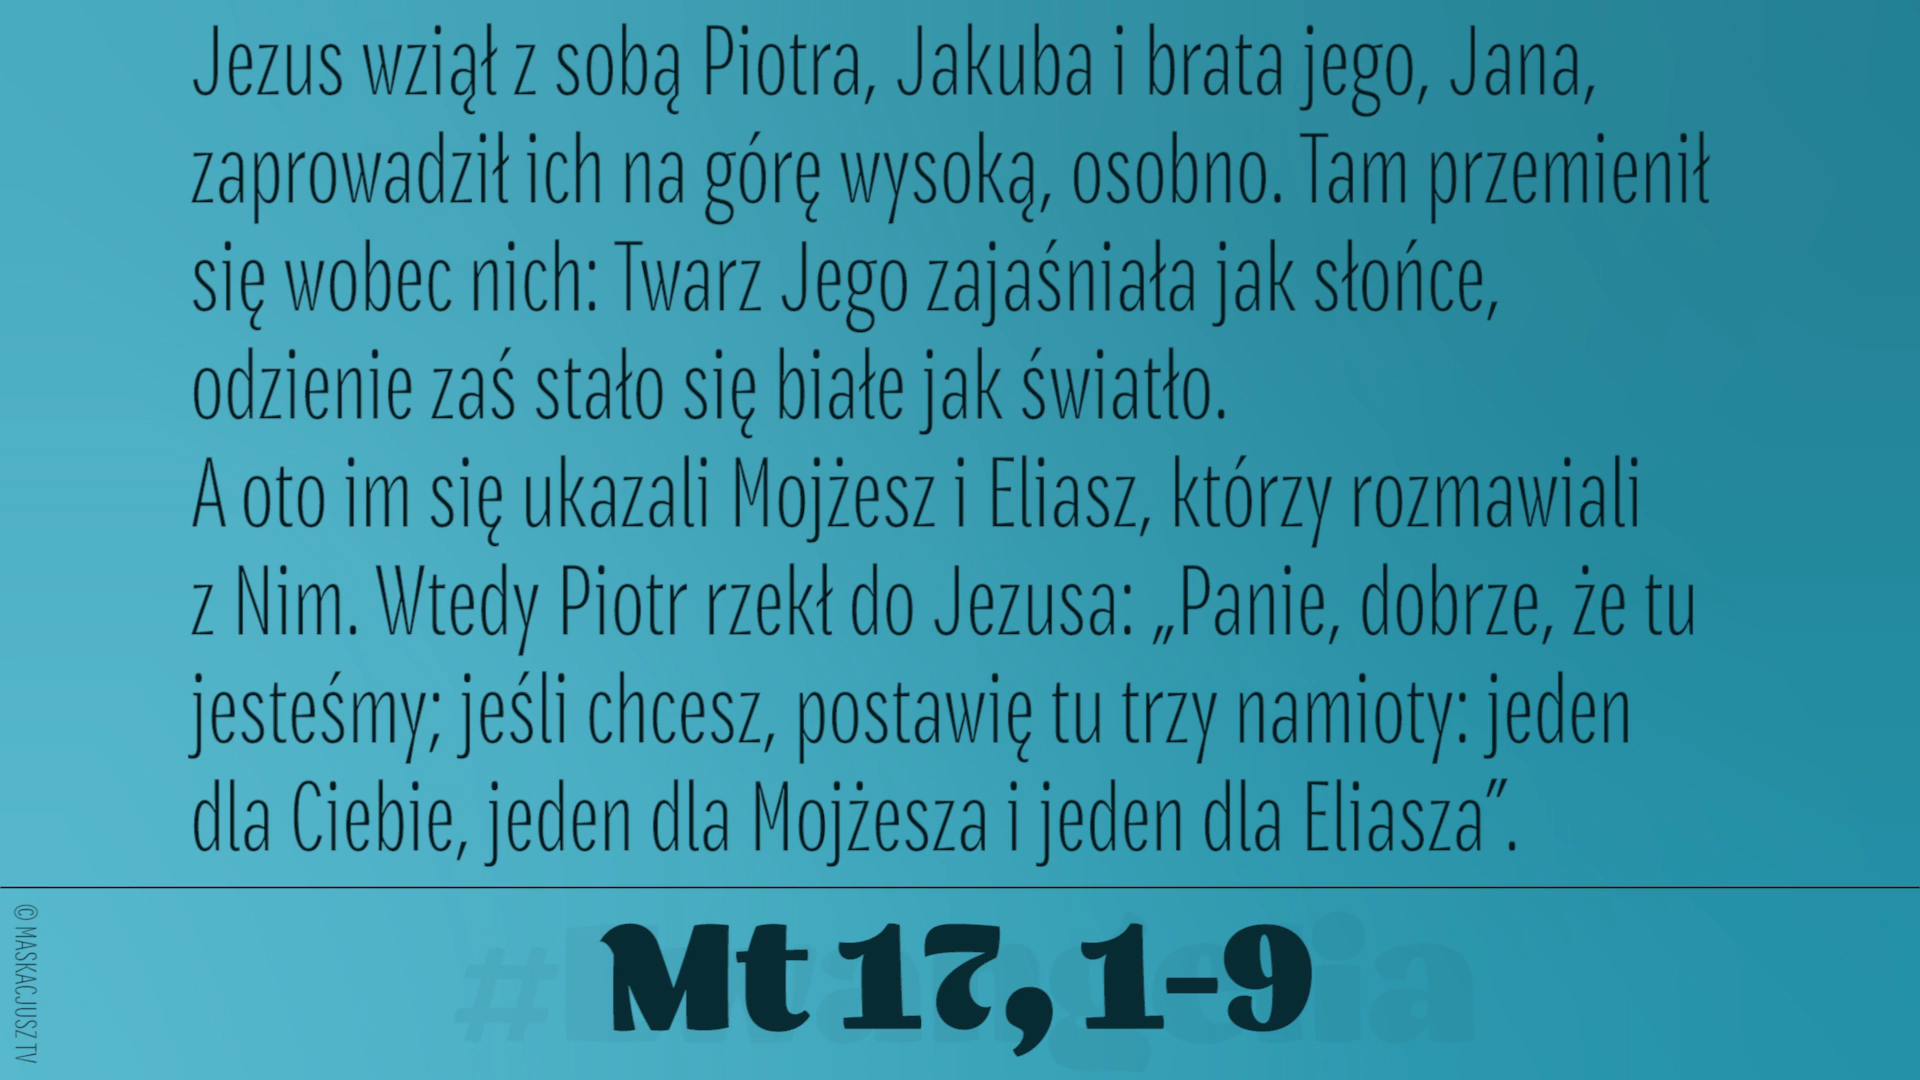 Jezus wziął z sobą Piotra, Jakuba i brata jego, Jana,
zaprowadził ich na górę wysoką, osobno. Tam przemienił
się wobec nich: Twarz Jego zajaśniała jak słońce,
odzienie zaś stało się białe jak światło.
A oto im się ukazali Mojżesz i Eliasz, którzy rozmawiali
z Nim. Wtedy Piotr rzekł do Jezusa: „Panie, dobrze, że tu
jesteśmy; jeśli chcesz, postawię tu trzy namioty: jeden
dla Ciebie, jeden dla Mojżesza i jeden dla Eliasza”.
#Ewangelia
Mt 17, 1-9
© MASKACJUSZ TV